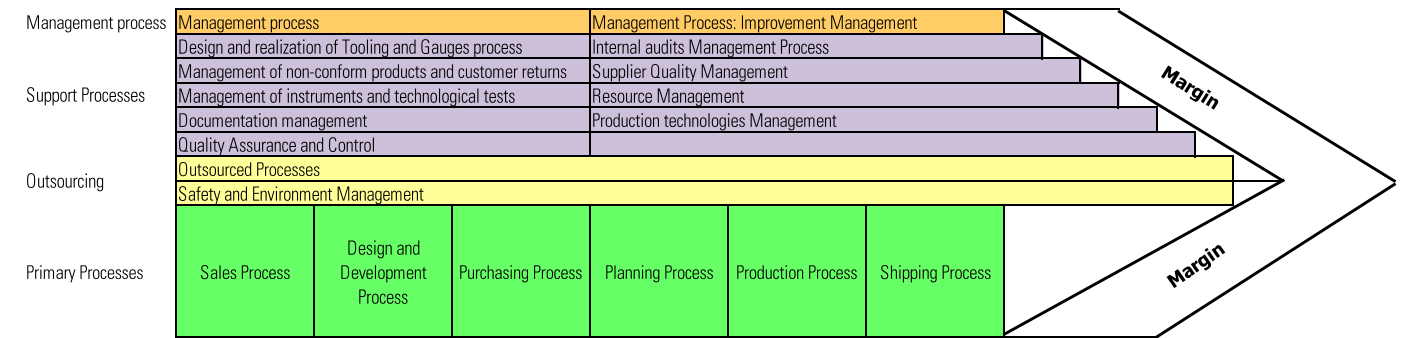 Management process
Management process
Management Process: Improvement Management
Design and realization of Tooling and Gauges process
Internal audits Management Process
Management of non-conform products and customer returns
Supplier Quality Management
Support Processes
Management of instruments and technological tests
Resource Management
Documentation management
Production technologies Management
Quality Assurance and Control
Outsourcing
Outsourced Processes
Safety and Environment Management
Primary Processes
Sales Process
Design and
Development
Process
Purchasing Process
Planning Process
Production Process
Shipping Process
Margin
Margin